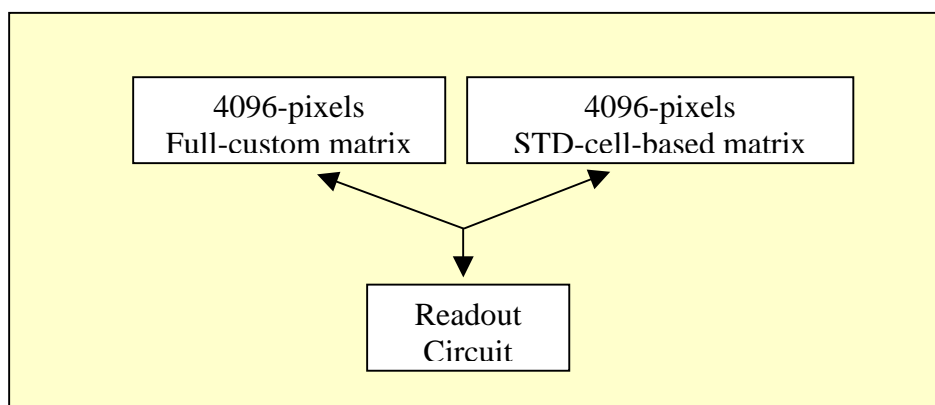 4096-pixels
Full-custom matrix
4096-pixels
STD-cell-based matrix
Readout
Circuit